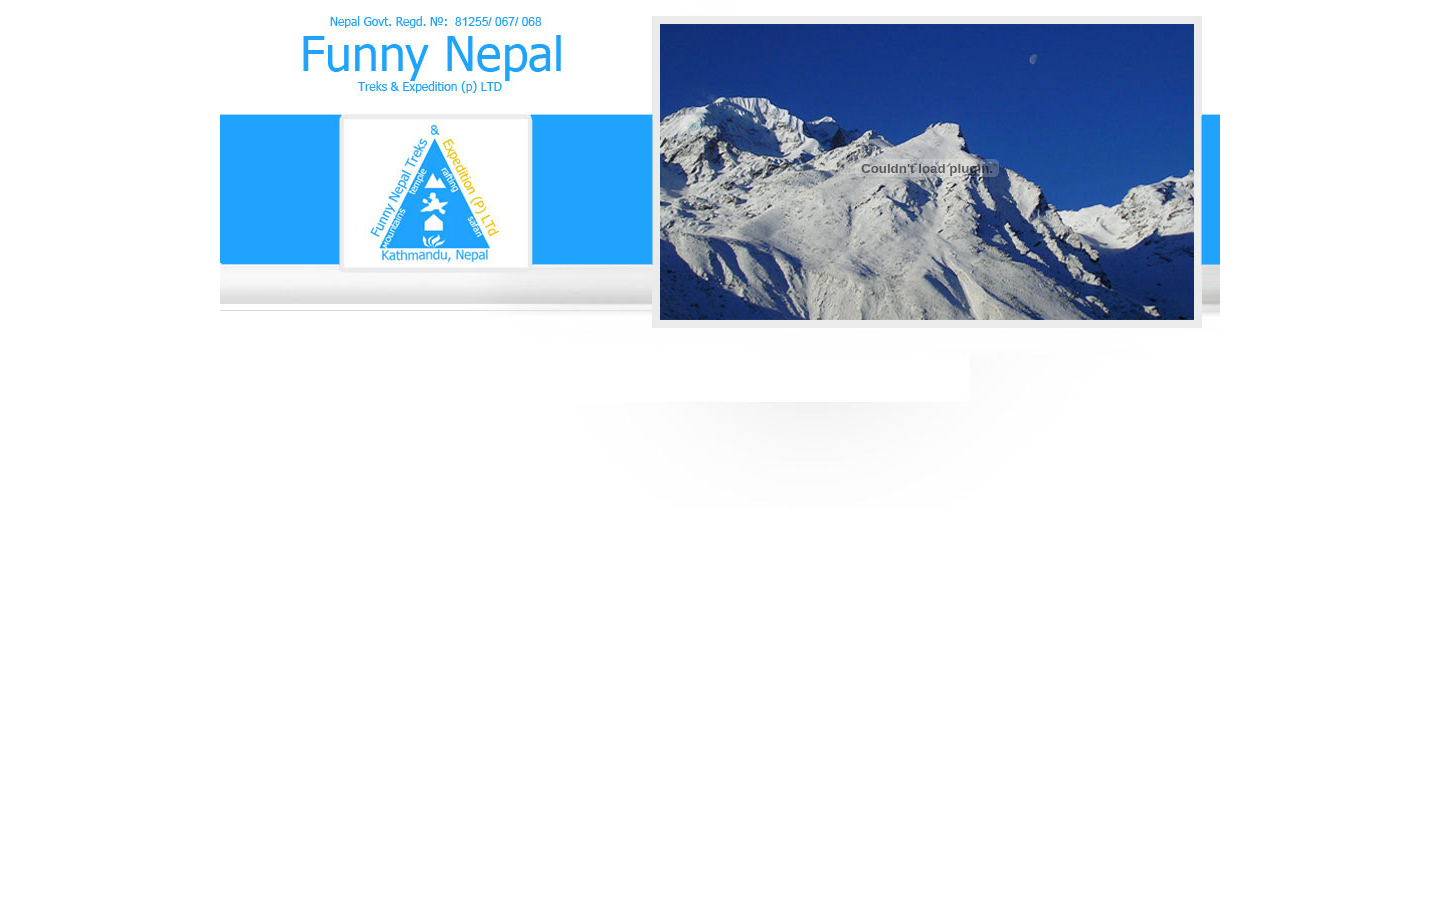 Nepal Govt. Regd. №: 81255/ 067/ 068
Funny Nepal
Treks & Expedition (p) LTD
Funny Nepal Treks & Expedition (P) LTd
temple
rafting
Mountains
safari
Kathmandu, Nepal
Couldn't load plugin.